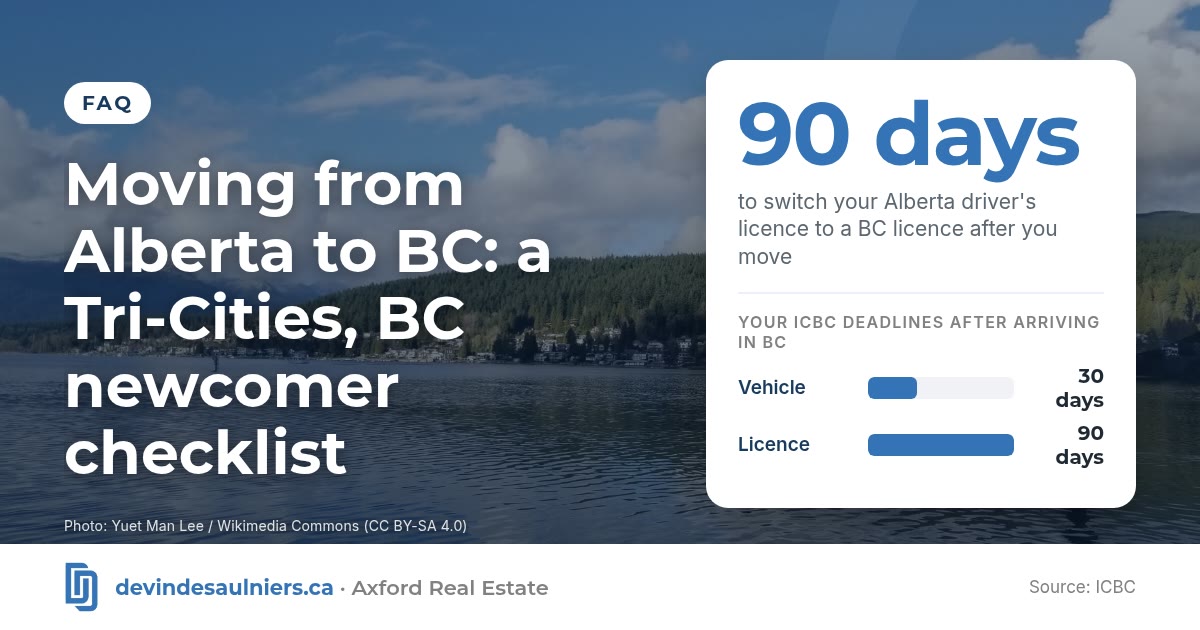 FAQ
Moving from
Alberta to BC: a
Tri-Cities, BC
newcomer
checklist
Photo: Yuet Man Lee / Wikimedia Commons (CC BY-SA 4.0)
90 days
to switch your Alberta driver's
licence to a BC licence after you
move
YOUR ICBC DEADLINES AFTER ARRIVING
IN BC
Vehicle
30
days
Licence
90
days
devindesaulniers.ca · Axford Real Estate
Source: ICBC